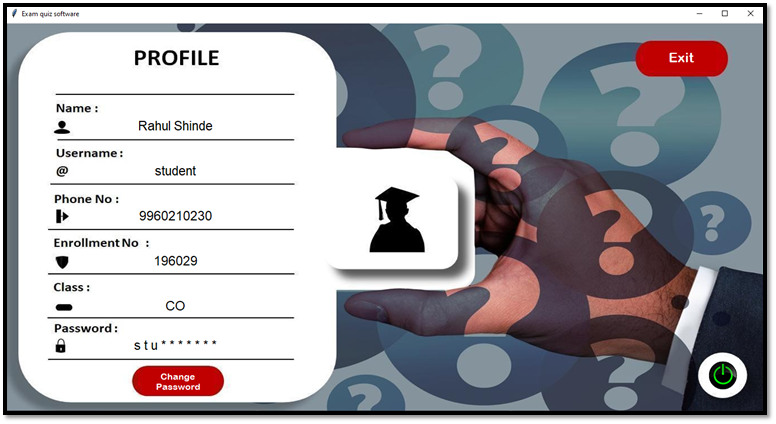 Exam quiz software
PROFILE
Exit
Name :
Rahul Shinde
Username :
@ student
Phone No :
9960210230
Enrollment No :
196029
Class :
CO
Password :
s t u * * * * * * *
Change
Password